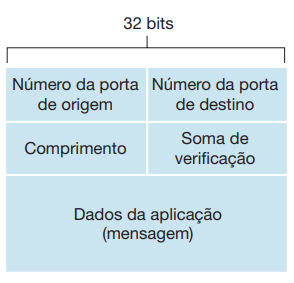 32 bits
Número da porta
de origem
Número da porta
de destino
Comprimento
Soma de
verificação
Dados da aplicação
(mensagem)